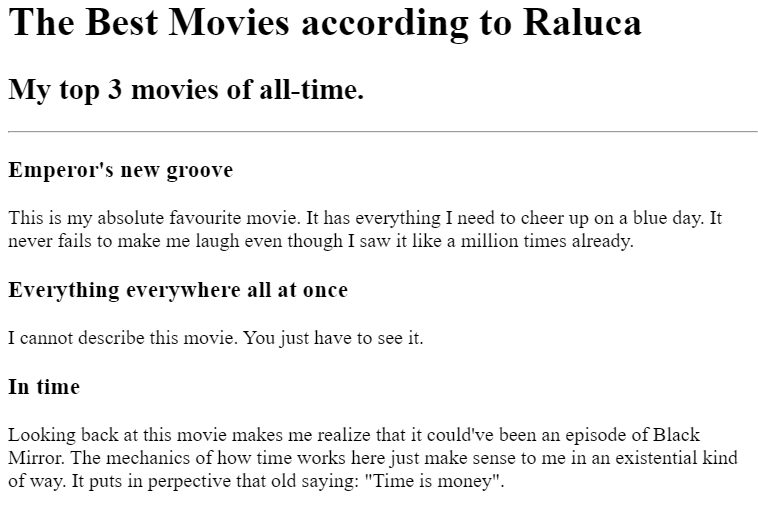 The Best Movies according to Raluca
My top 3 movies of all-time.
Emperor's new groove
This is my absolute favourite movie. It has everything I need to cheer up on a blue day. It
never fails to make me laugh even though I saw it like a million times already.
Everything everywhere all at once
I cannot describe this movie. You just have to see it.
In time
Looking back at this movie makes me realize that it could've been an episode of Black
Mirror. The mechanics of how time works here just make sense to me in an existential kind
of way. It puts in perpective that old saying: "Time is money".